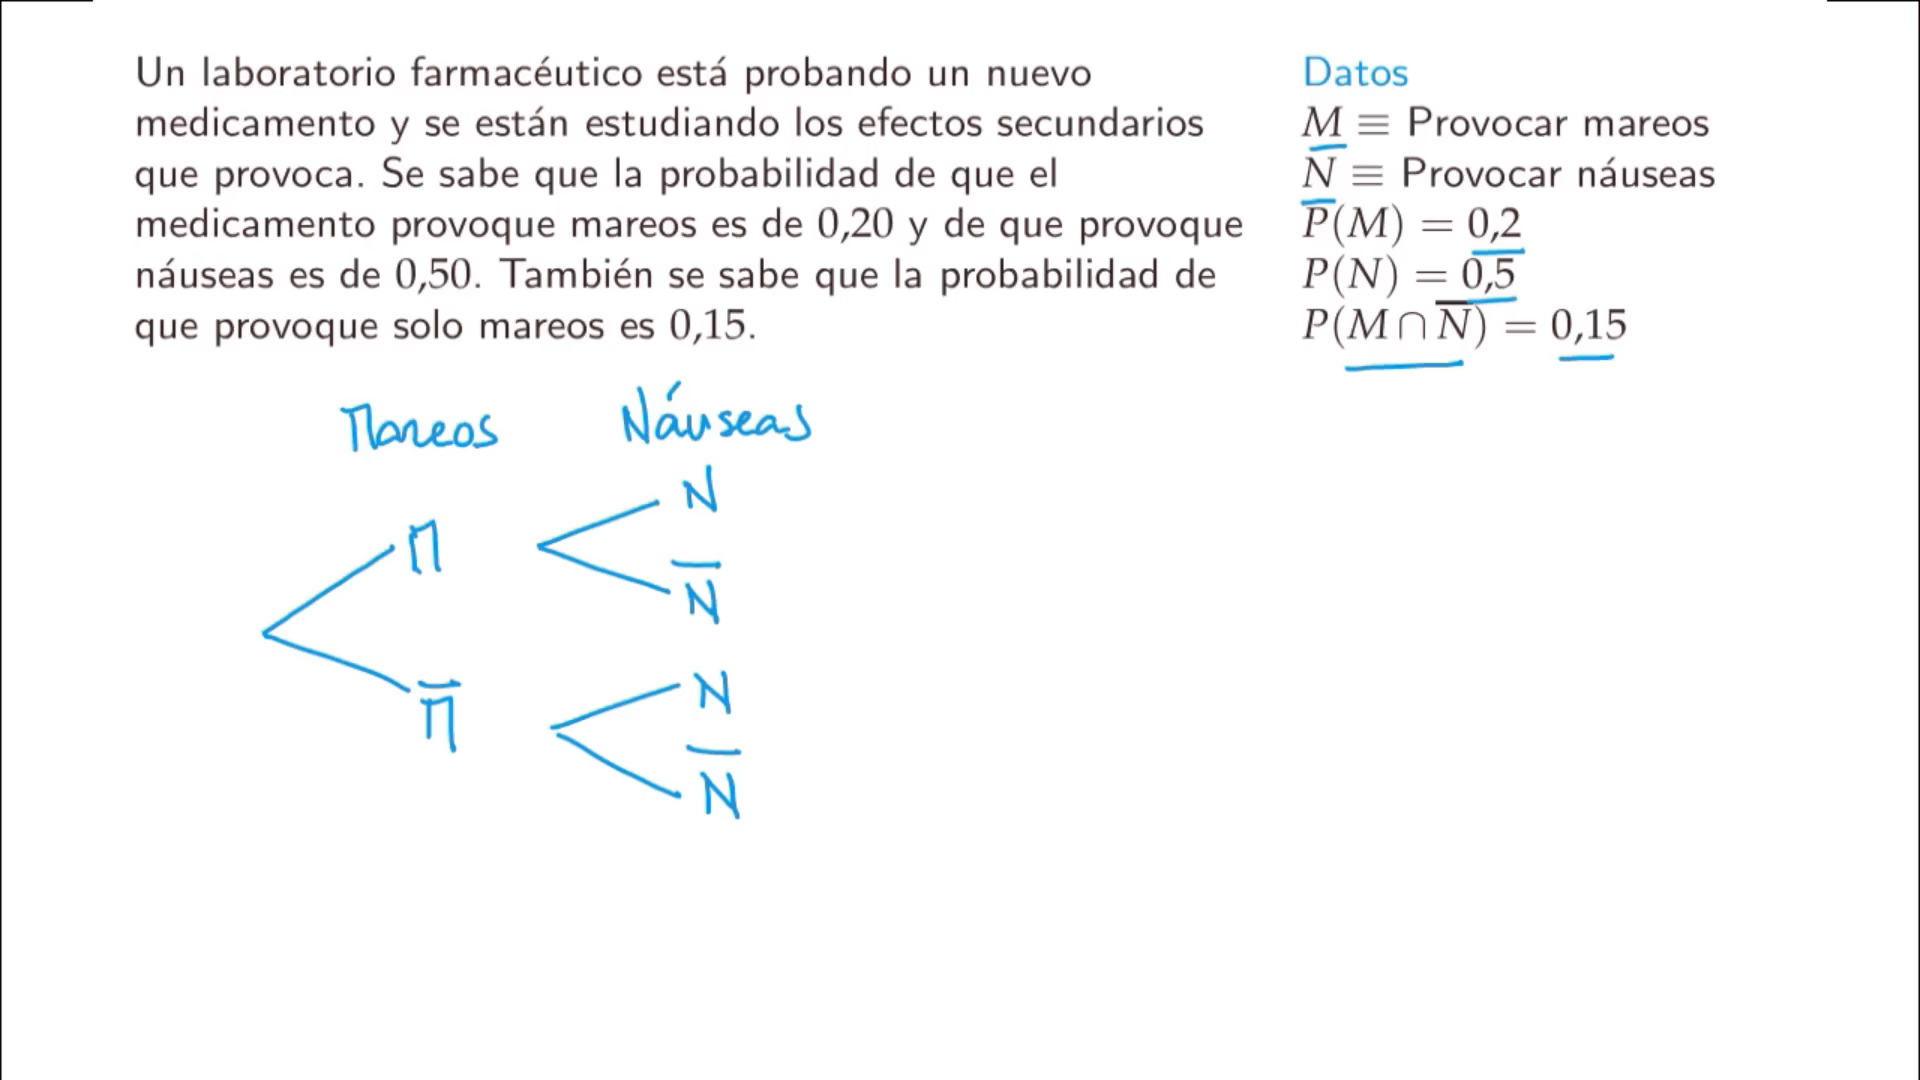 Un laboratorio farmacéutico está probando un nuevo
medicamento y se están estudiando los efectos secundarios
que provoca. Se sabe que la probabilidad de que el
medicamento provoque mareos es de 0,20 y de que provoque
náuseas es de 0,50. También se sabe que la probabilidad de
que provoque solo mareos es 0,15.
Datos
M ≡ Provocar mareos
N ≡ Provocar náuseas
P(M) = 0,2
P(N) = 0,5
P(M ∩ N̅) = 0,15
Mareos Náuseas
N
M
N̅
N
M̅
N̅